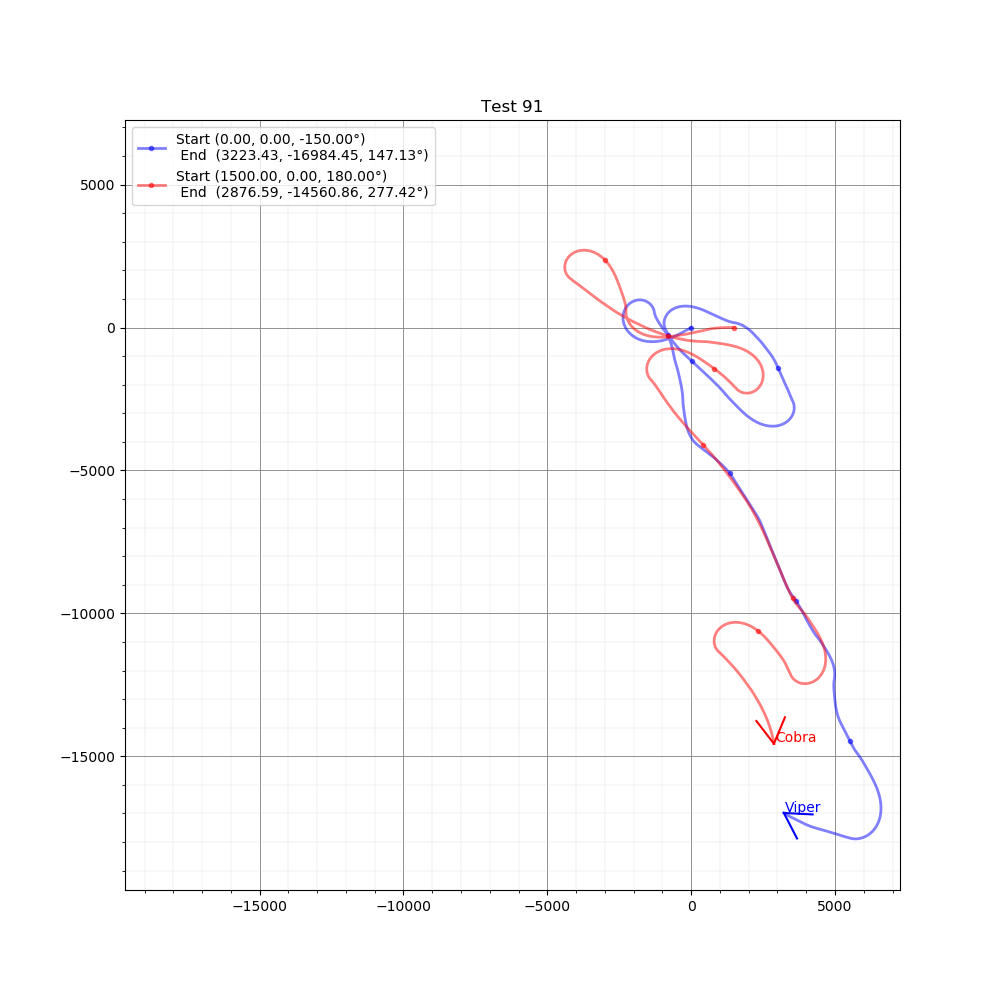 Test 91
Start (0.00, 0.00, -150.00°)
End (3223.43, -16984.45, 147.13°)
Start (1500.00, 0.00, 180.00°)
End (2876.59, -14560.86, 277.42°)
5000
0
−5000
−10000
−15000
Cobra
Viper
−15000
−10000
−5000
0
5000